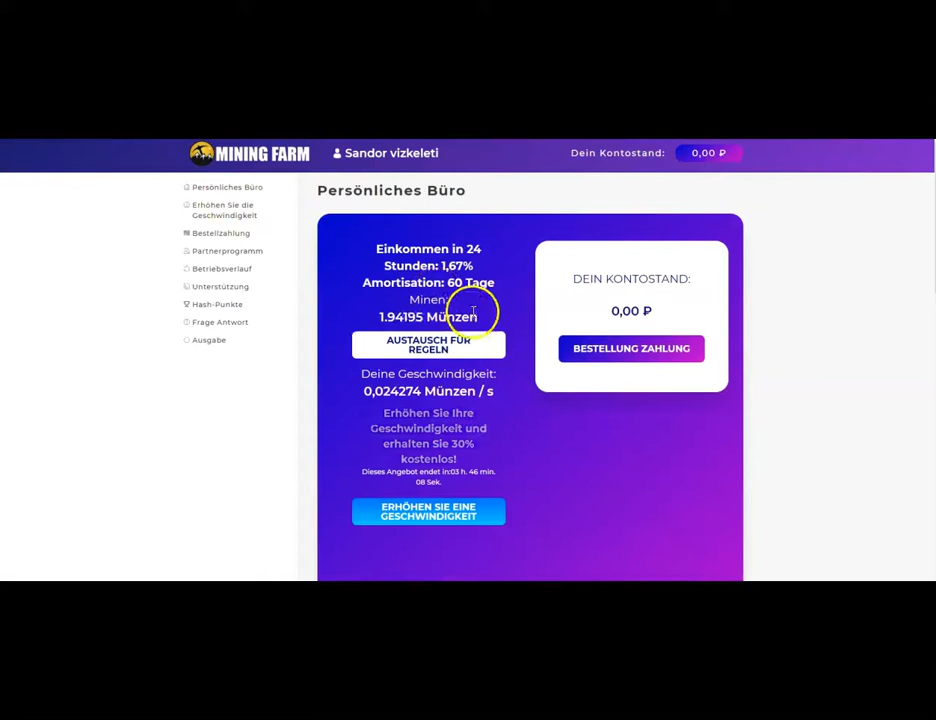 MINING FARM
Sandor vizkeleti
Dein Kontostand:
0,00 ₽
Persönliches Büro
Erhöhen Sie die
Geschwindigkeit
Bestellzahlung
Partnerprogramm
Betriebsverlauf
Unterstützung
Hash-Punkte
Frage Antwort
Ausgabe
Persönliches Büro
Einkommen in 24
Stunden: 1,67%
Amortisation: 60 Tage
Minen:
1.94195 Münzen
AUSTAUSCH FÜR
REGELN
Deine Geschwindigkeit:
0,024274 Münzen / s
Erhöhen Sie Ihre
Geschwindigkeit und
erhalten Sie 30%
kostenlos!
Dieses Angebot endet in:03 h. 46 min.
08 Sek.
ERHÖHEN SIE EINE
GESCHWINDIGKEIT
DEIN KONTOSTAND:
0,00 ₽
BESTELLUNG ZAHLUNG